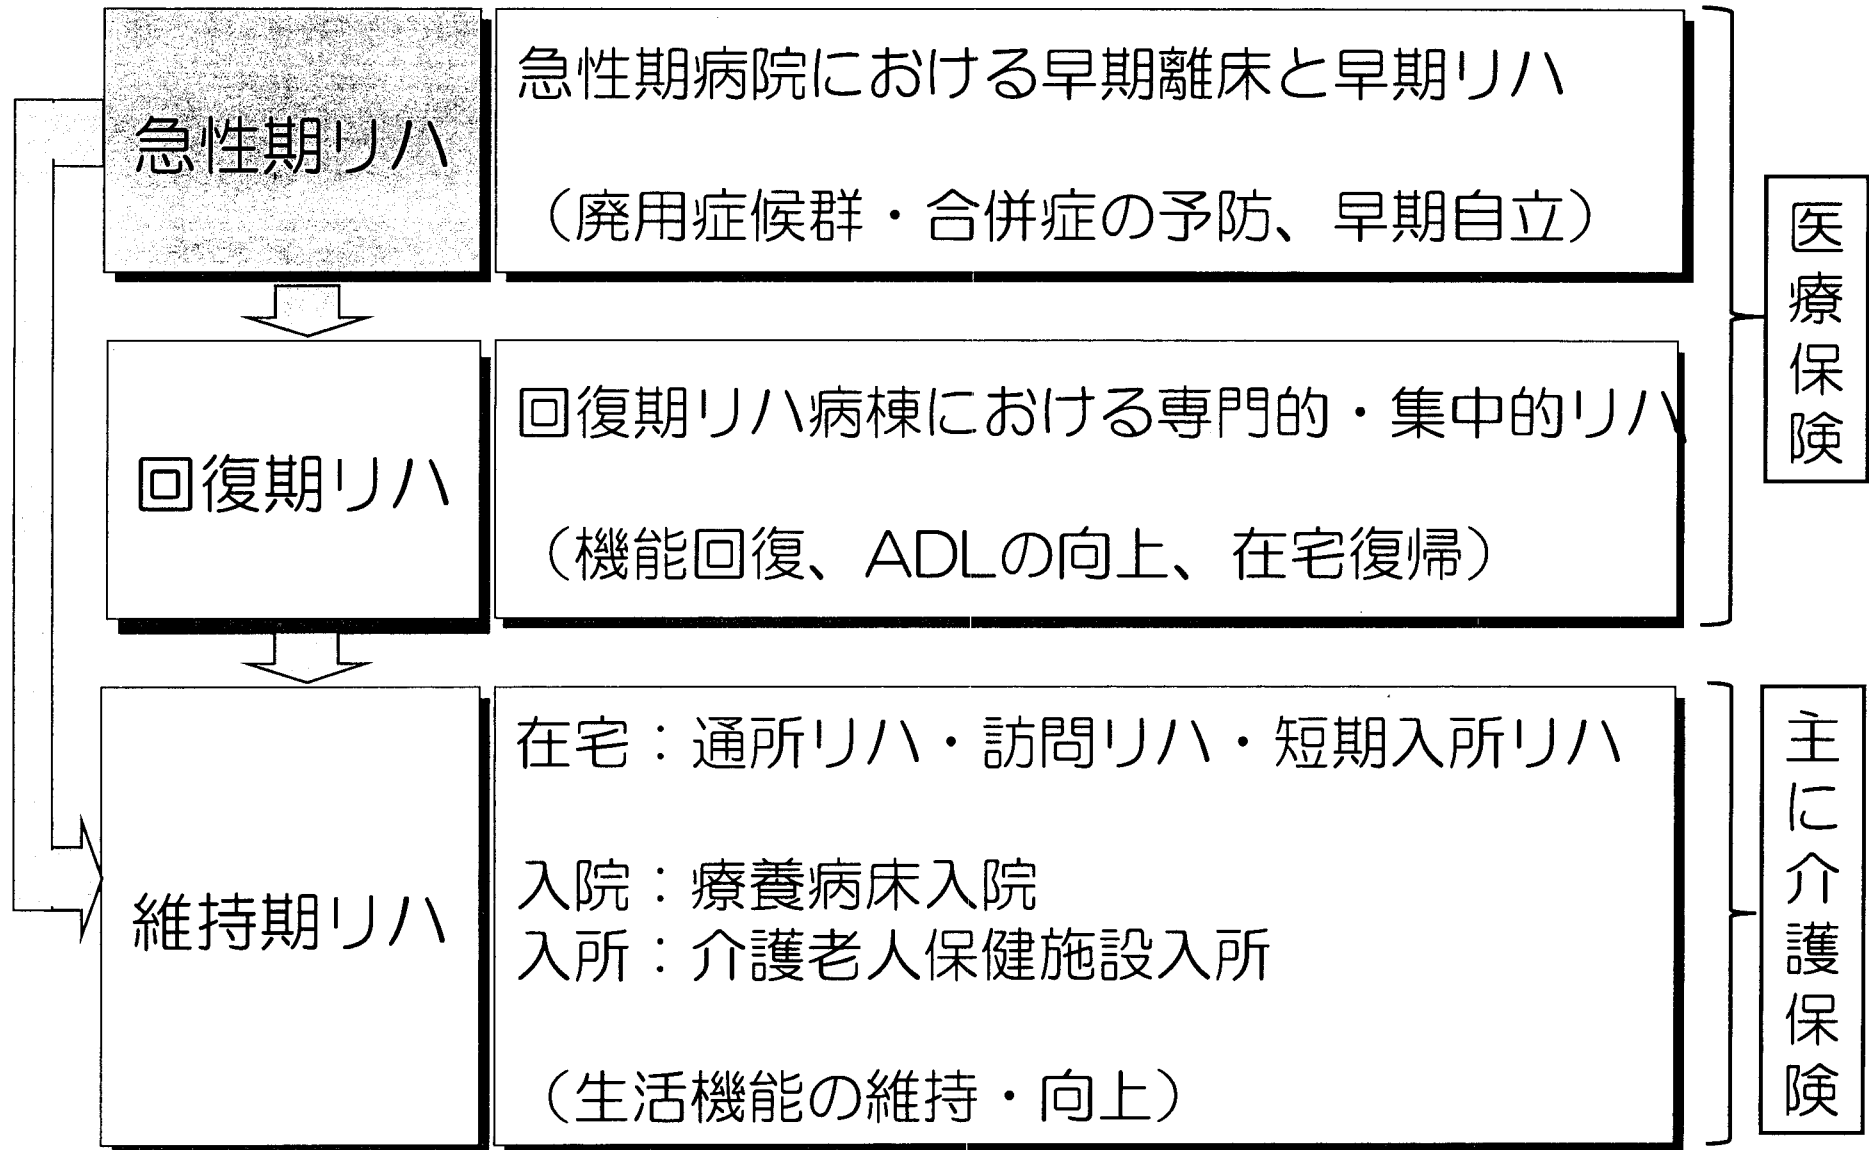 急性期リハ
急性期病院における早期離床と早期リハ
（廃用症候群・合併症の予防、早期自立）
回復期リハ
回復期リハ病棟における専門的・集中的リハ
（機能回復、ADLの向上、在宅復帰）
医療保険
維持期リハ
在宅：通所リハ・訪問リハ・短期入所リハ
入院：療養病床入院
入所：介護老人保健施設入所
（生活機能の維持・向上）
主に介護保険